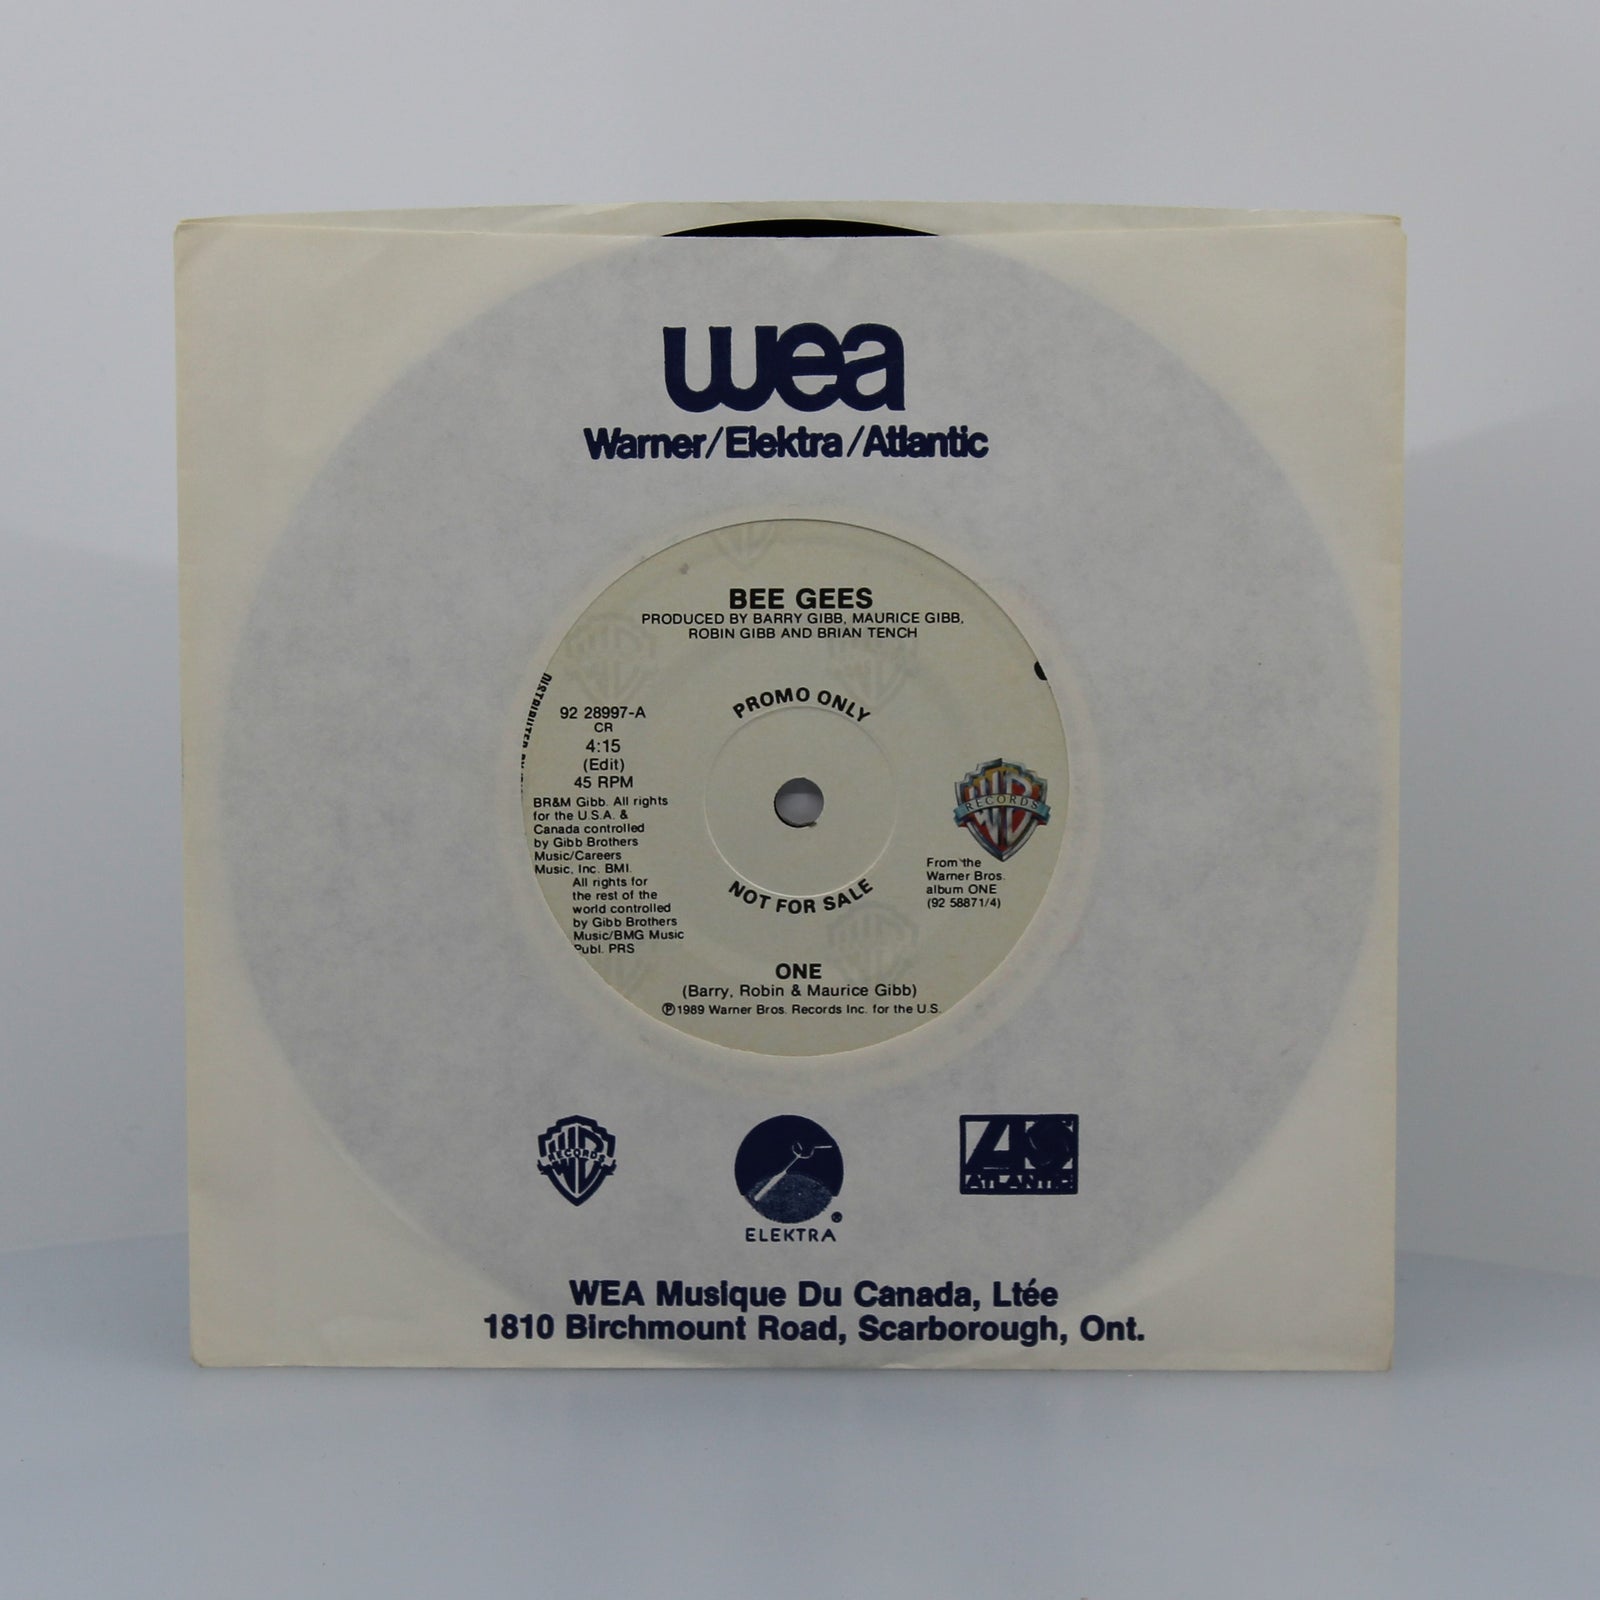 wea
Warner/Elektra/Atlantic
BEE GEES
PRODUCED BY BARRY GIBB, MAURICE GIBB,
ROBIN GIBB AND BRIAN TENCH
PROMO ONLY
92 28997-A
CR
4:15
(Edit)
45 RPM
BR&M Gibb. All rights
for the U.S.A. &
Canada controlled
by Gibb Brothers
Music/Careers
Music, Inc. BMI.
All rights for
the rest of the
world controlled
by Gibb Brothers
Music/BMG Music
Publ. PRS
RECORDS
From the
Warner Bros.
album ONE
(92 58871/4)
NOT FOR SALE
ONE
(Barry, Robin & Maurice Gibb)
℗1989 Warner Bros. Records Inc. for the U.S.
RECORDS
ELEKTRA®
ATLANTIC
WEA Musique Du Canada, Ltée
1810 Birchmount Road, Scarborough, Ont.